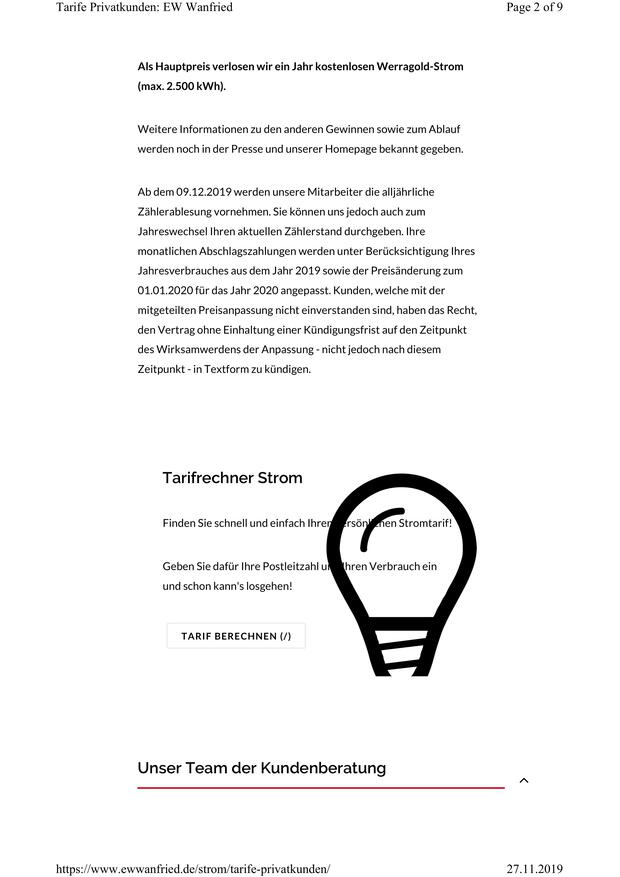 Tarife Privatkunden: EW Wanfried
Page 2 of 9
Als Hauptpreis verlosen wir ein Jahr kostenlosen Werragold-Strom
(max. 2.500 kWh).
Weitere Informationen zu den anderen Gewinnen sowie zum Ablauf
werden noch in der Presse und unserer Homepage bekannt gegeben.
Ab dem 09.12.2019 werden unsere Mitarbeiter die alljährliche
Zählerablesung vornehmen. Sie können uns jedoch auch zum
Jahreswechsel Ihren aktuellen Zählerstand durchgeben. Ihre
monatlichen Abschlagszahlungen werden unter Berücksichtigung Ihres
Jahresverbrauches aus dem Jahr 2019 sowie der Preisänderung zum
01.01.2020 für das Jahr 2020 angepasst. Kunden, welche mit der
mitgeteilten Preisanpassung nicht einverstanden sind, haben das Recht,
den Vertrag ohne Einhaltung einer Kündigungsfrist auf den Zeitpunkt
des Wirksamwerdens der Anpassung - nicht jedoch nach diesem
Zeitpunkt - in Textform zu kündigen.
Tarifrechner Strom
Finden Sie schnell und einfach Ihren persönlichen Stromtarif!
Geben Sie dafür Ihre Postleitzahl und Ihren Verbrauch ein
und schon kann's losgehen!
TARIF BERECHNEN (/)
Unser Team der Kundenberatung
https://www.ewwanfried.de/strom/tarife-privatkunden/
27.11.2019